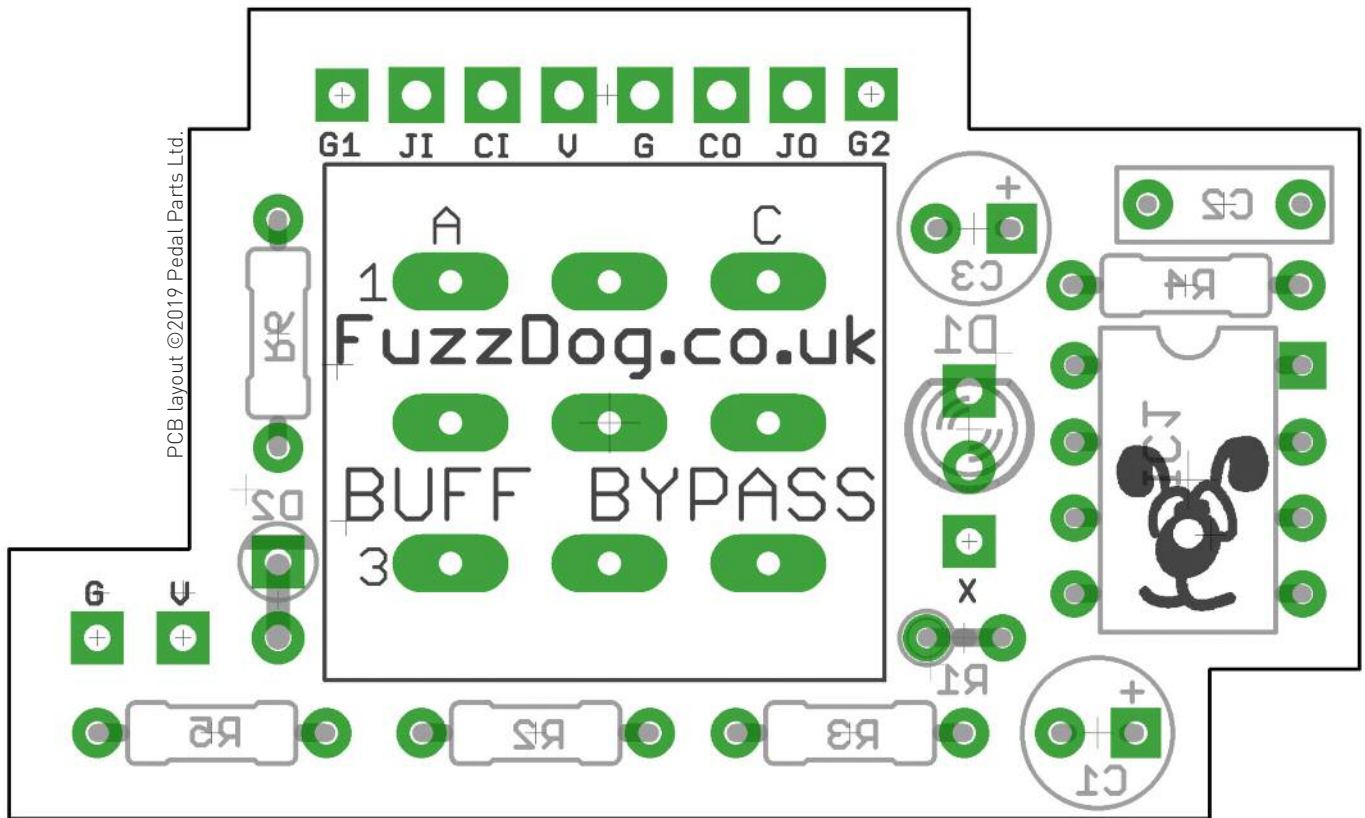 G1 JI CI V G CO JO G2
PCB layout ©2019 Pedal Parts Ltd.
A C
+
C2
1
C3
R4
R6
FuzzDog.co.uk
D1
IC1
BUFF BYPASS
D2
3
G V
X
R1
+
R5 R2 R3
C1